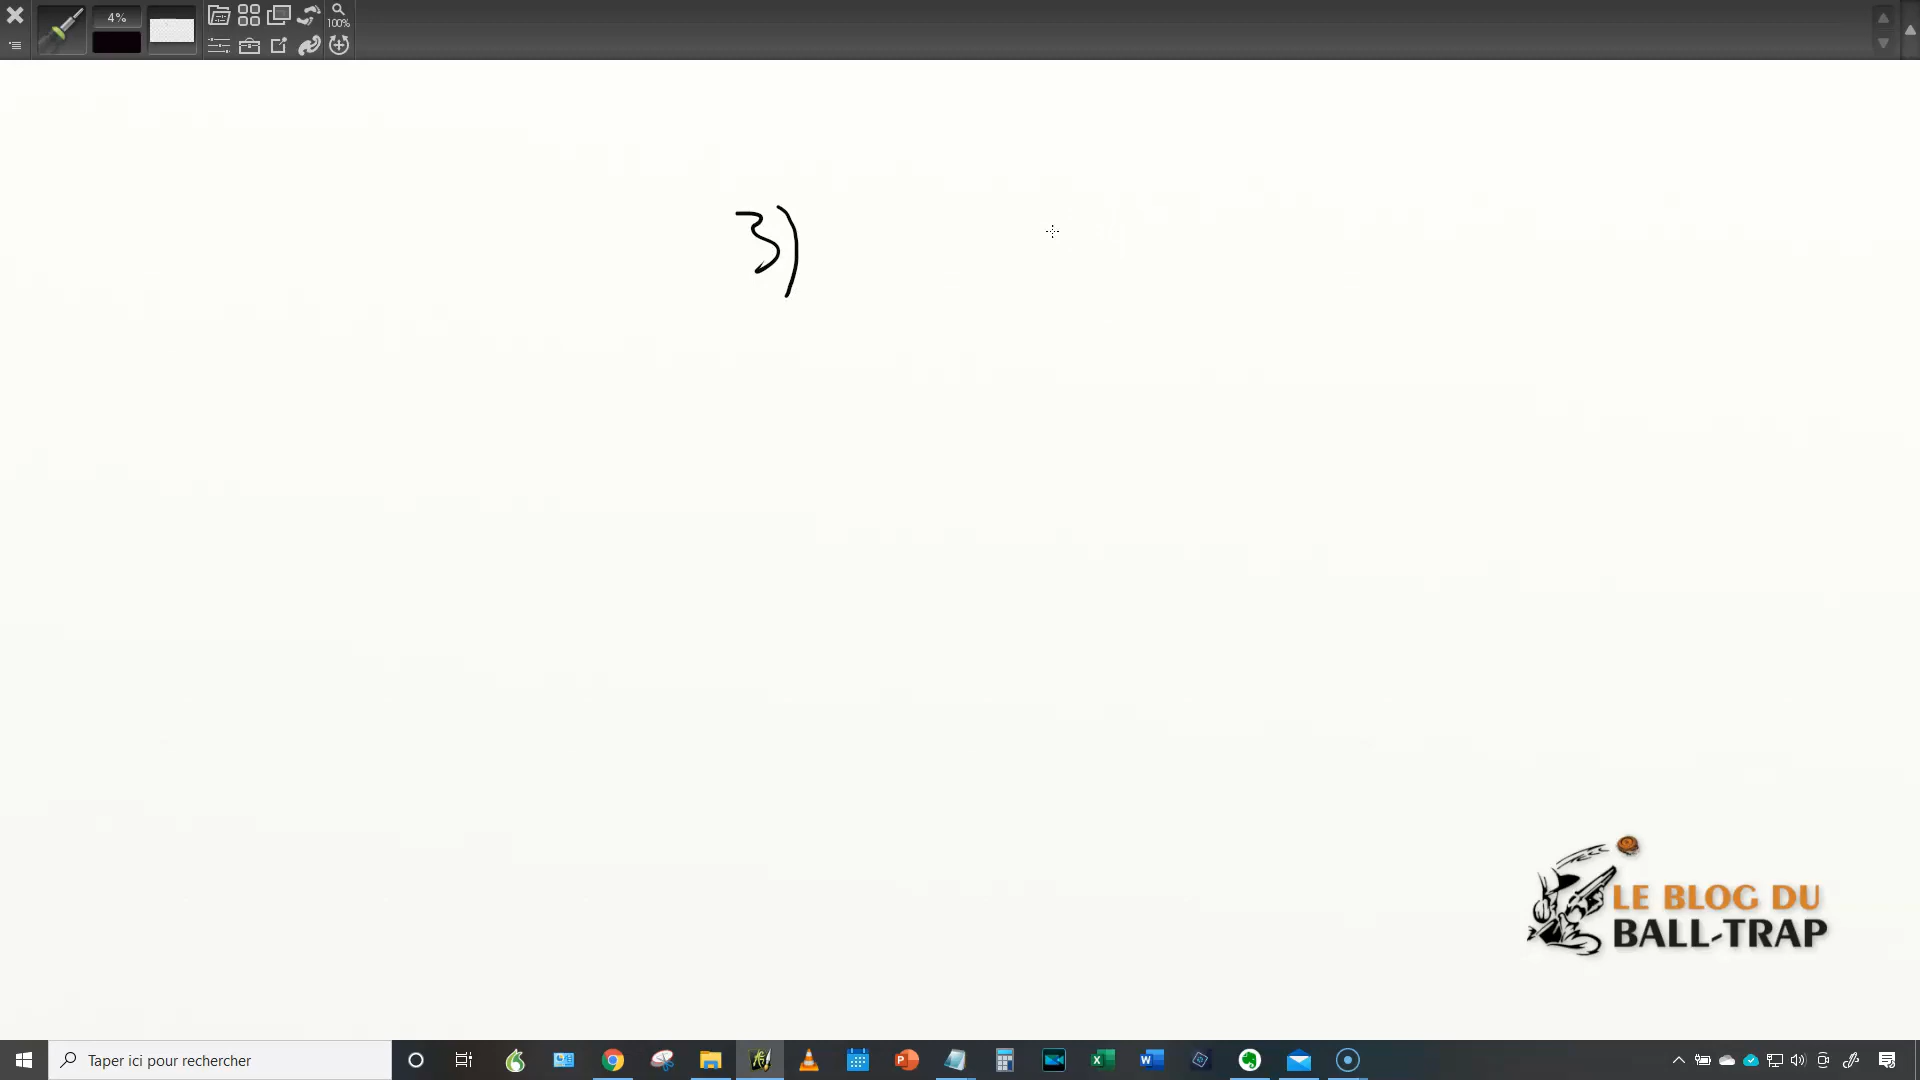 4%
100%
3)
LE BLOG DU
BALL-TRAP
Taper ici pour rechercher